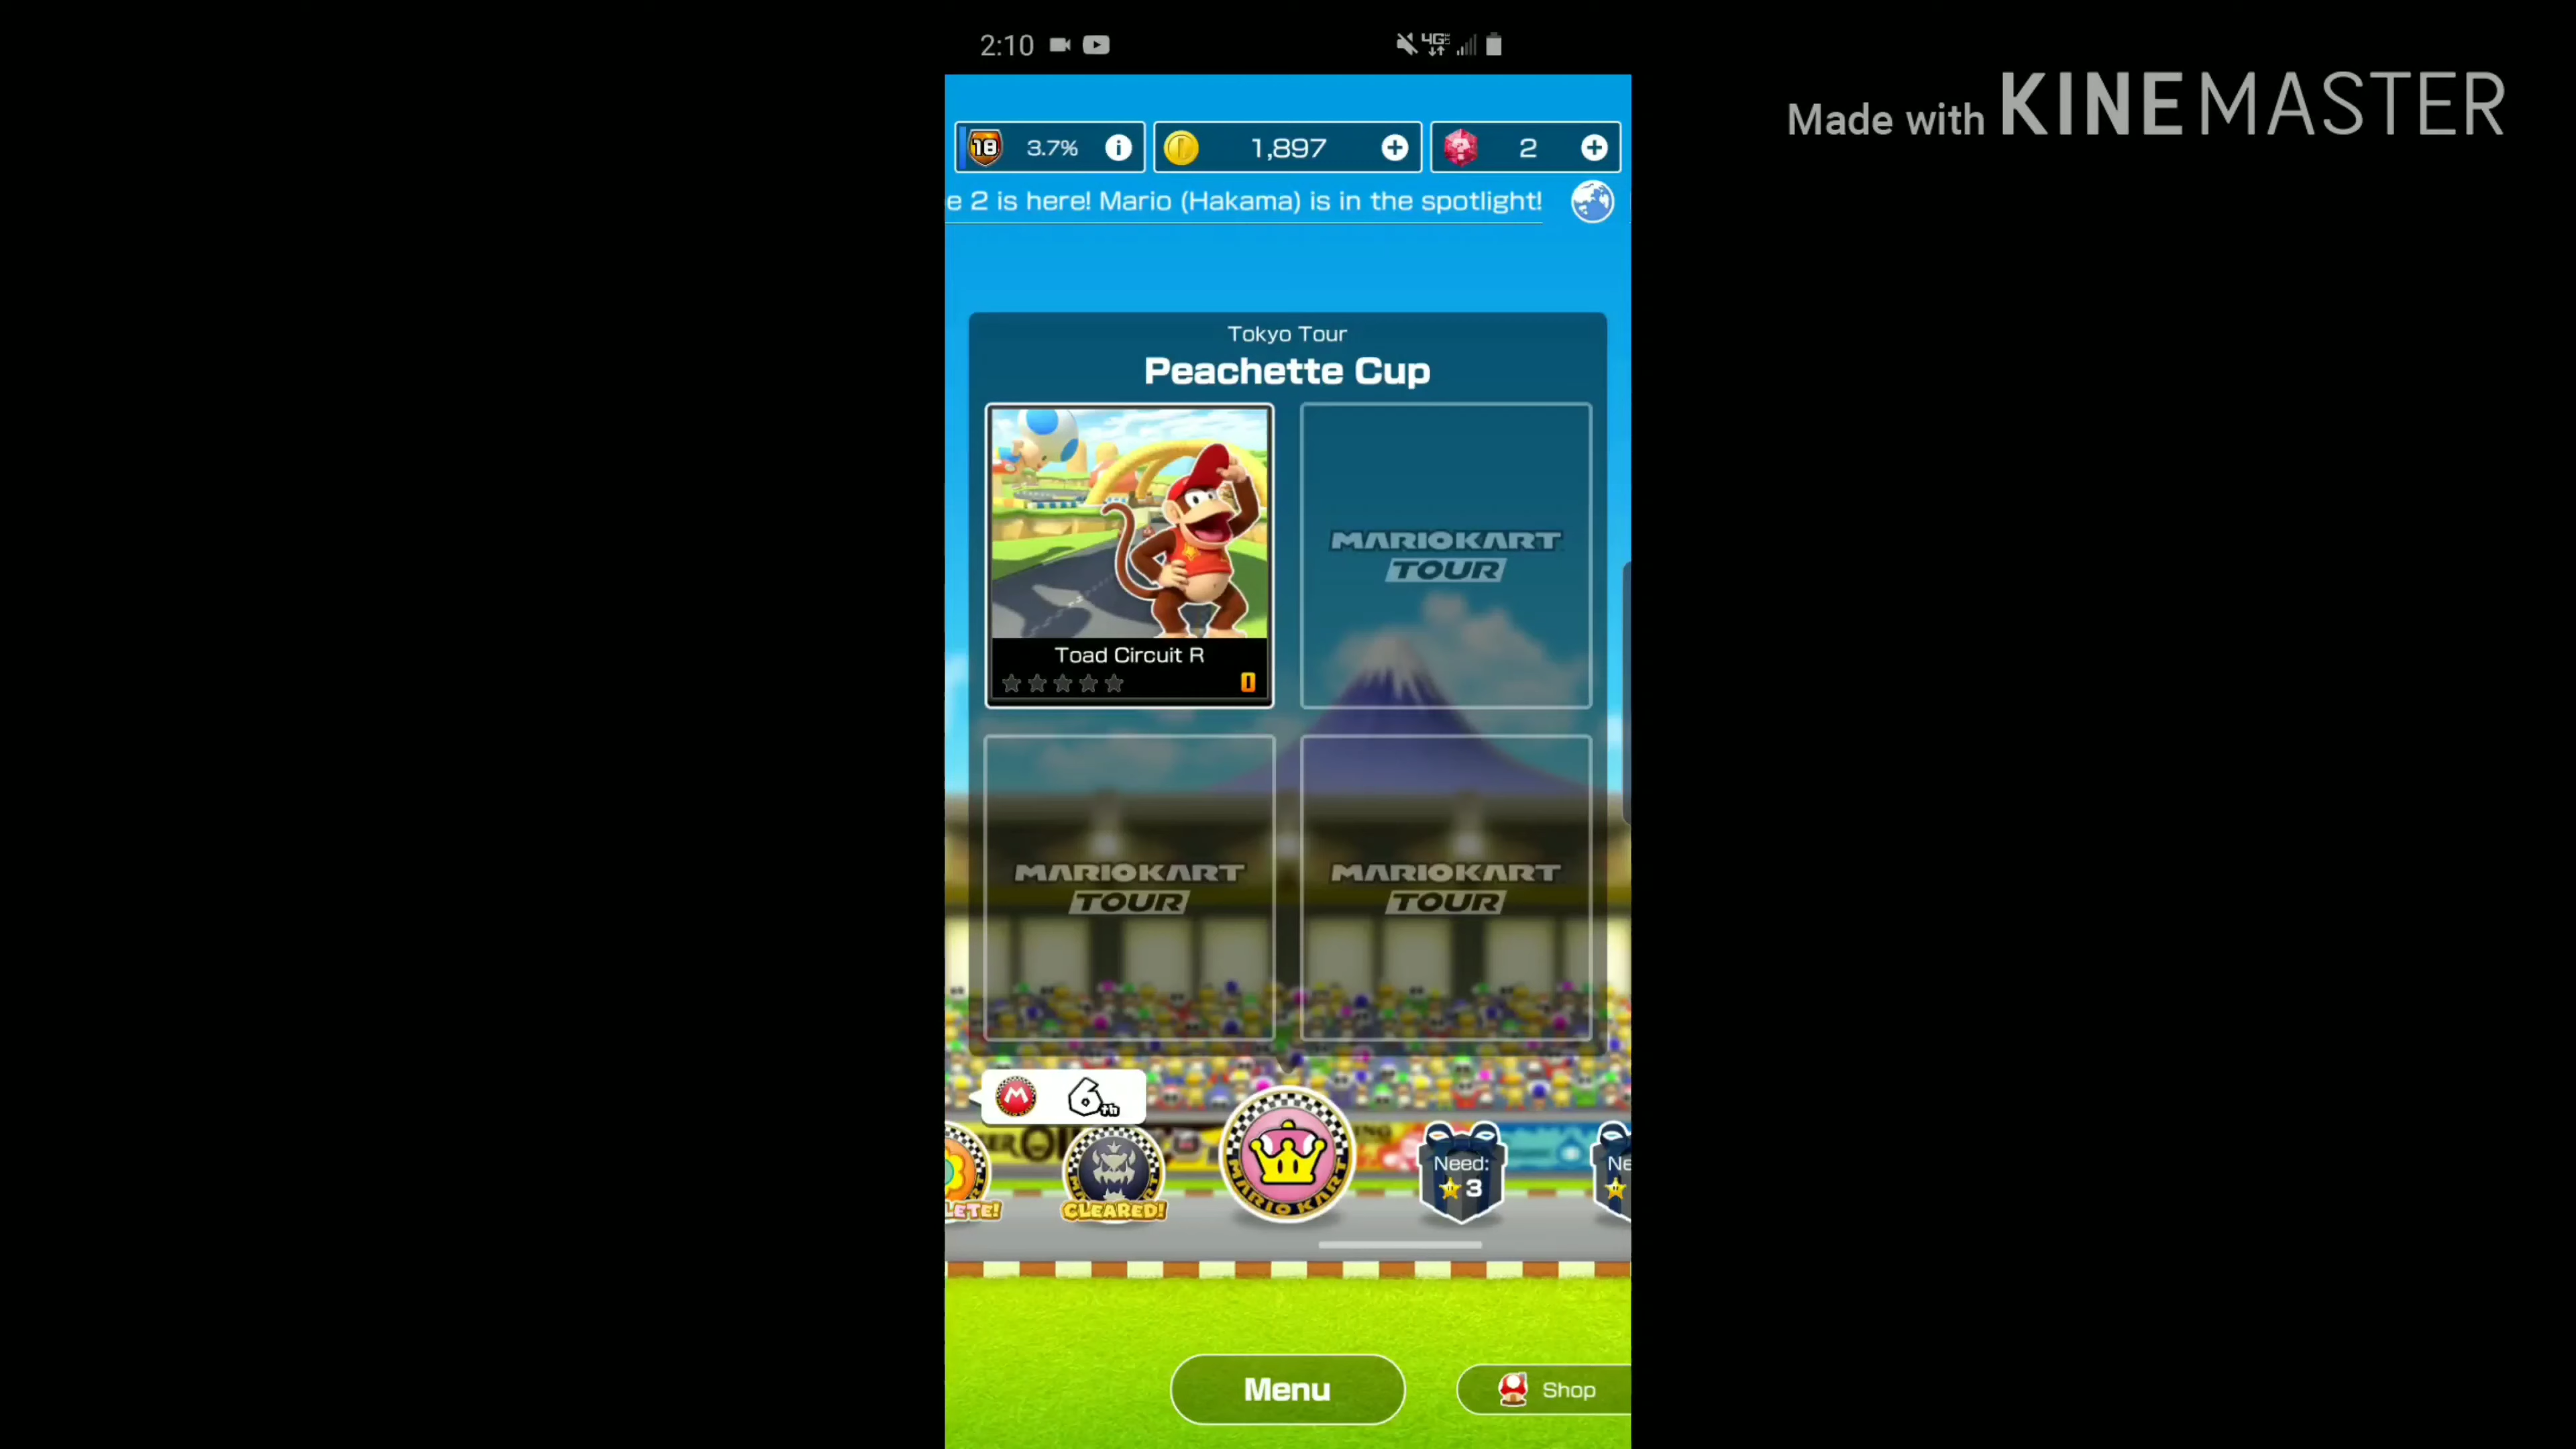 2:10
4G
Made with KINEMASTER
18 3.7% i 1,897 2
e 2 is here! Mario (Hakama) is in the spotlight!
Tokyo Tour
Peachette Cup
MARIOKART
TOUR
Toad Circuit R
MARIOKART
TOUR
MARIOKART
TOUR
M 6th
LETE!
CLEARED!
MARIO KART
Need:
3
Ne
Menu
Shop